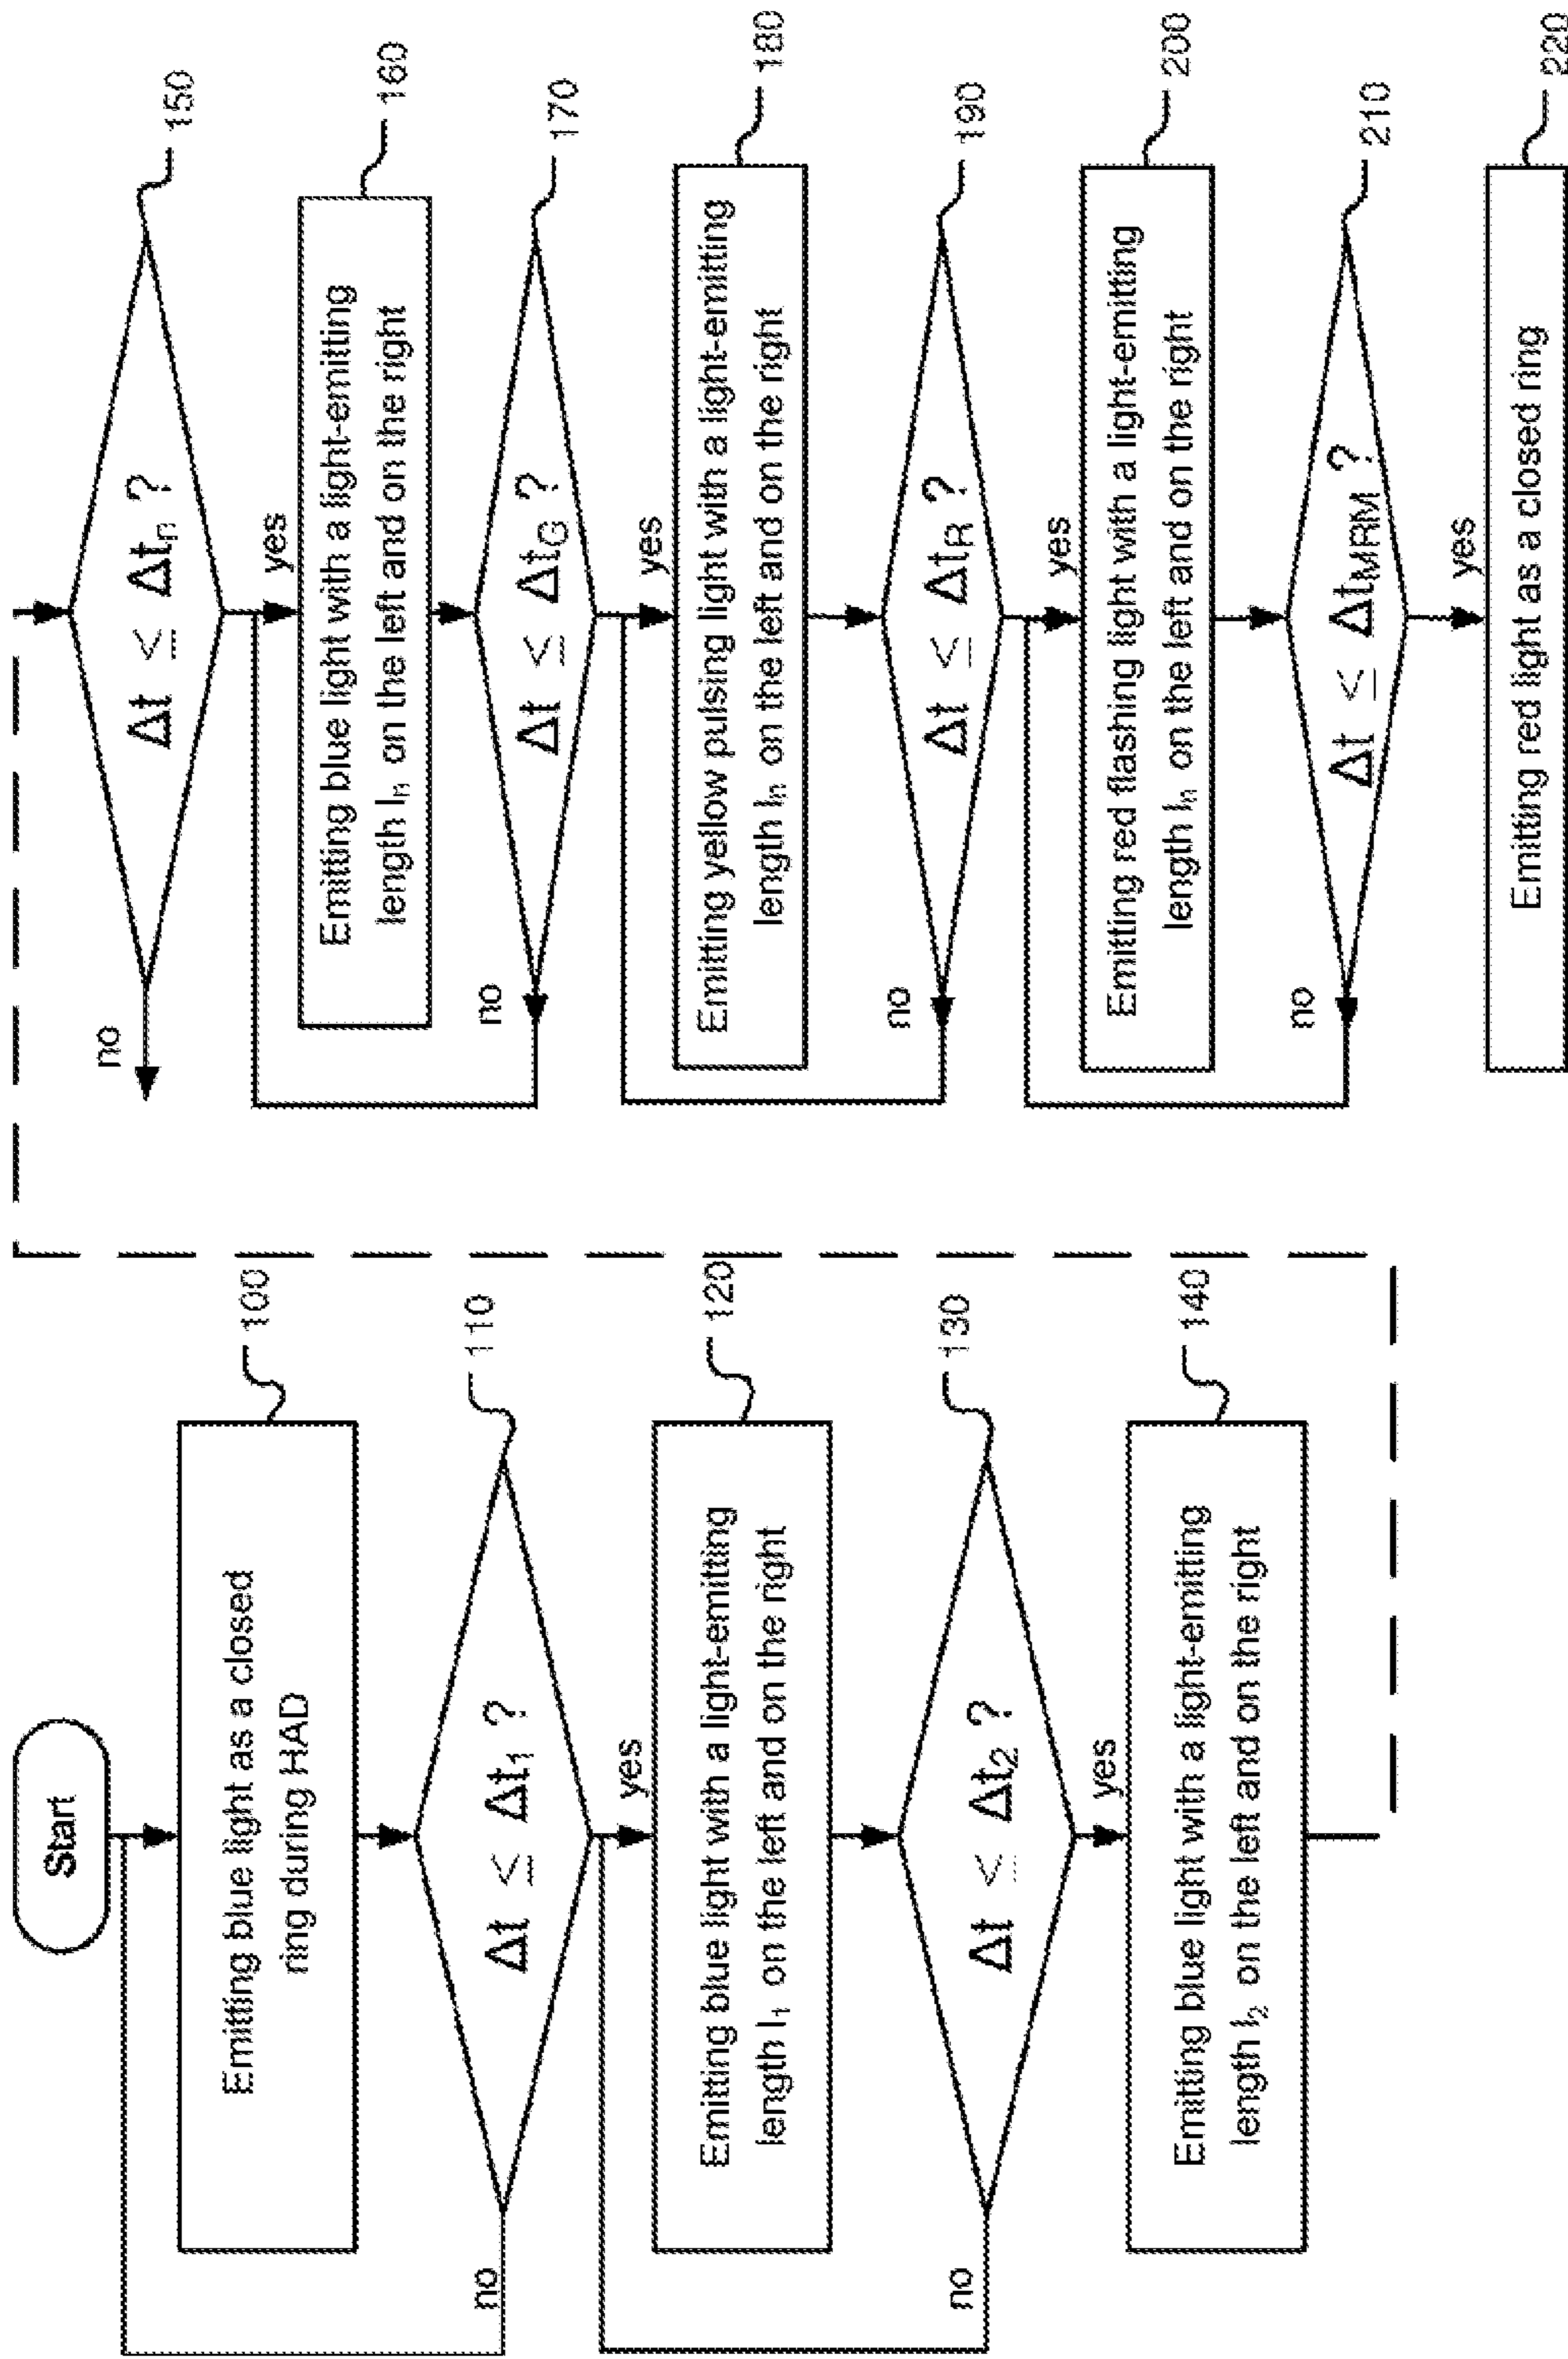 Start
Emitting blue light as a closed
ring during HAD
100
Δt ≤ Δt₁ ?
110
no
yes
Emitting blue light with a light-emitting
length l₁ on the left and on the right
120
Δt ≤ Δt₂ ?
130
no
yes
Emitting blue light with a light-emitting
length l₂ on the left and on the right
140
Δt ≤ Δtₙ ?
150
no
yes
Emitting blue light with a light-emitting
length lₙ on the left and on the right
160
Δt ≤ Δt_G ?
170
no
yes
Emitting yellow pulsing light with a light-emitting
length lₙ on the left and on the right
180
Δt ≤ Δt_R ?
190
no
yes
Emitting red flashing light with a light-emitting
length lₙ on the left and on the right
200
Δt ≤ Δt_MRM ?
210
no
yes
Emitting red light as a closed ring
220